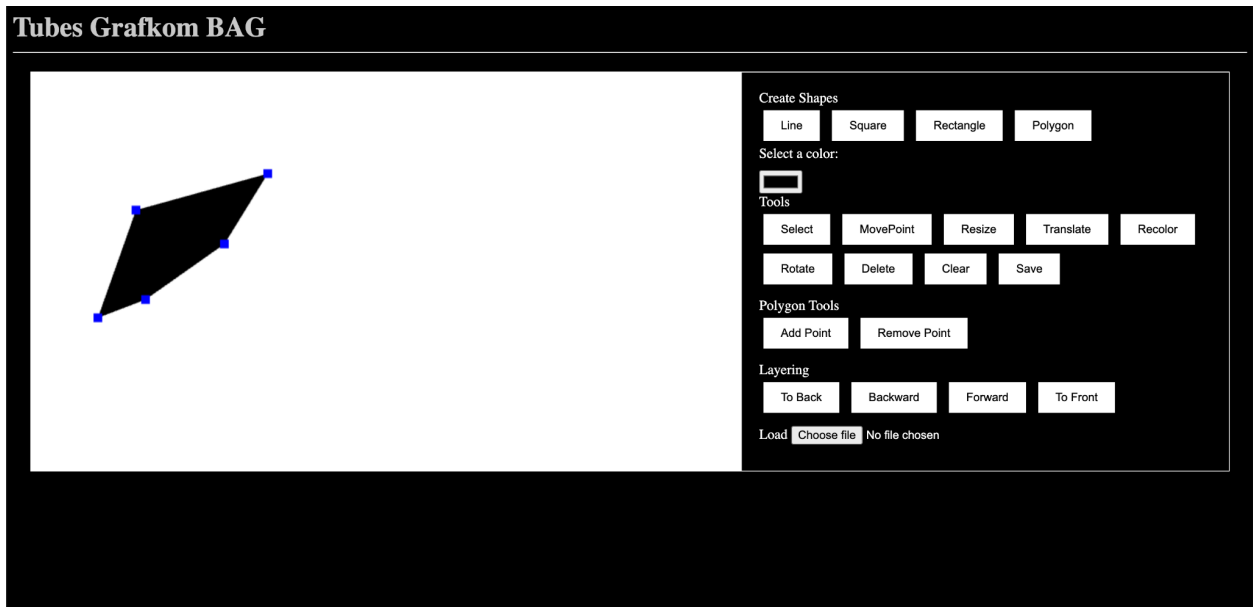 Tubes Grafkom BAG
Create Shapes
Line Square Rectangle Polygon
Select a color:
Tools
Select MovePoint Resize Translate Recolor
Rotate Delete Clear Save
Polygon Tools
Add Point Remove Point
Layering
To Back Backward Forward To Front
Load Choose file No file chosen